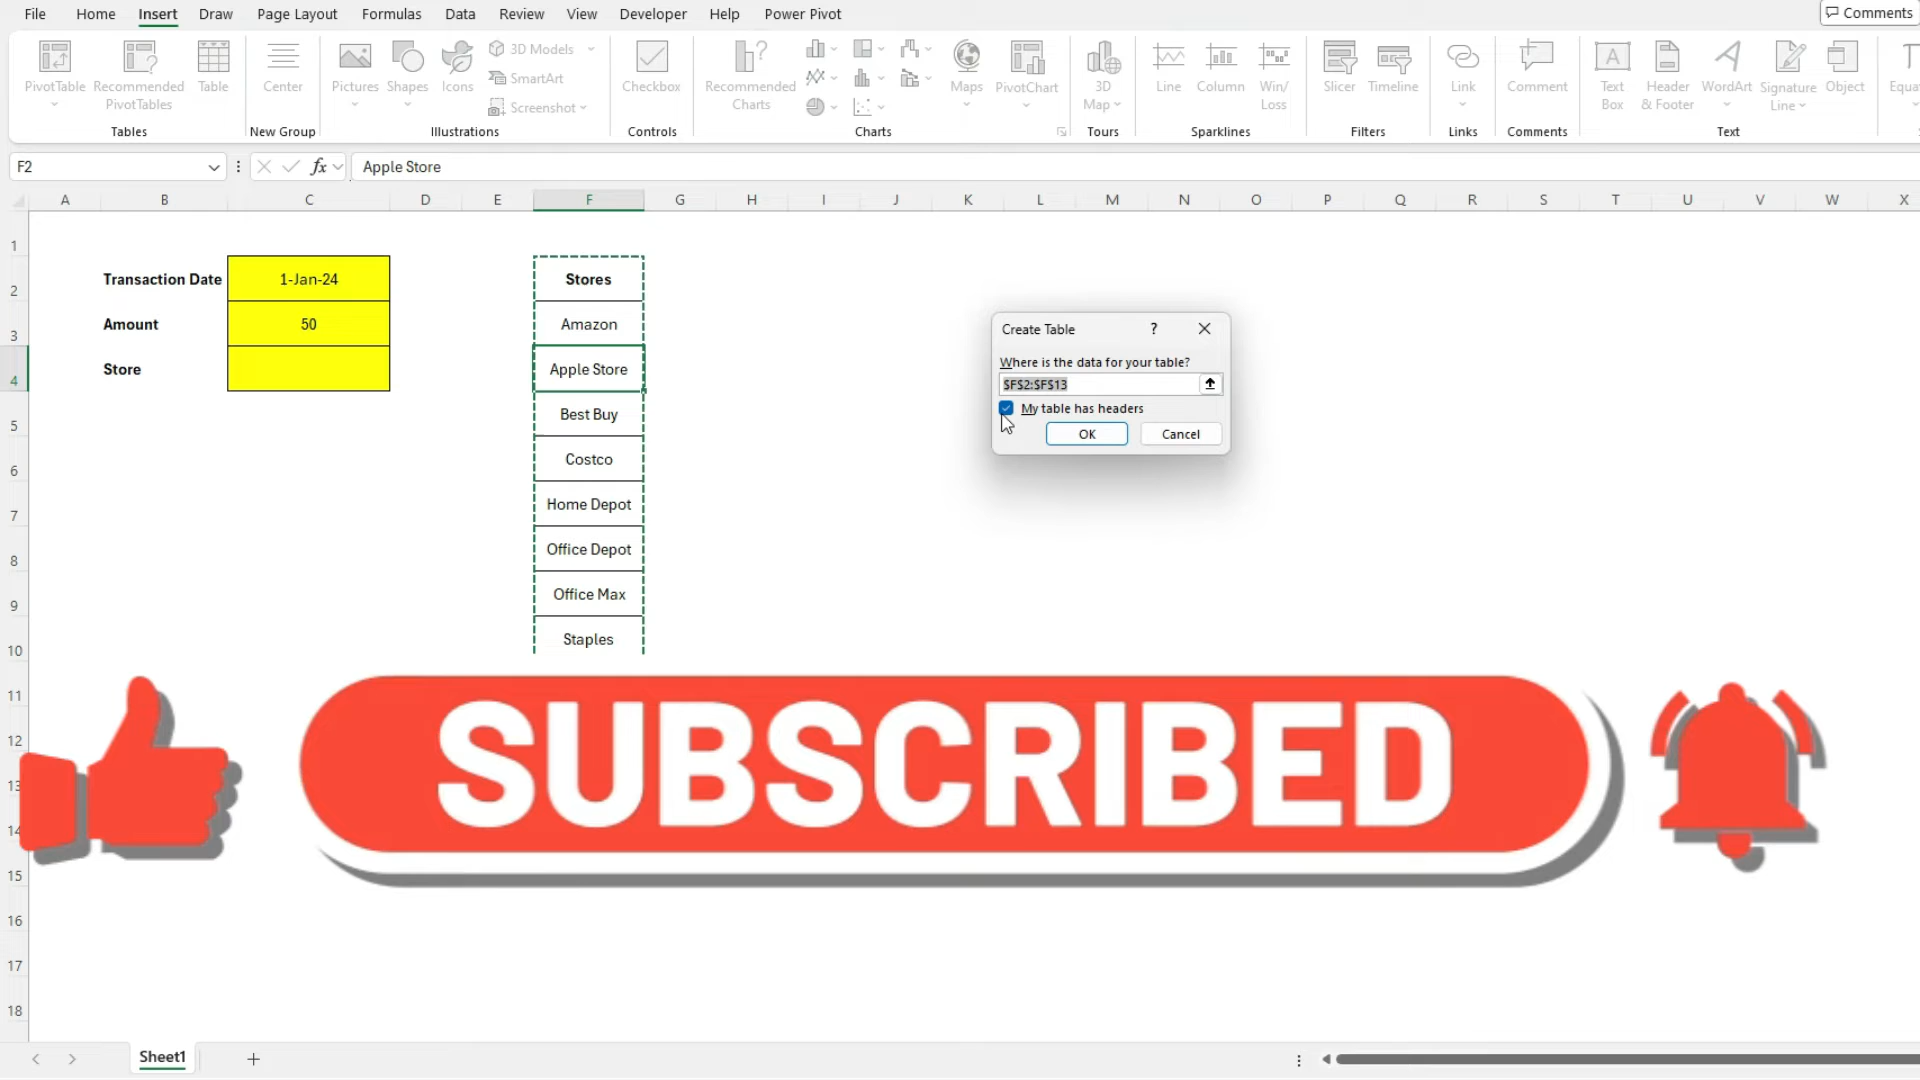 File Home Insert Draw Page Layout Formulas Data Review View Developer Help Power Pivot Comments
PivotTable Recommended PivotTables Table
Tables
Center
New Group
Pictures Shapes Icons 3D Models SmartArt Screenshot
Illustrations
Checkbox
Controls
Recommended Charts Maps PivotChart
Charts
3D Map
Tours
Line Column Win/Loss
Sparklines
Slicer Timeline
Filters
Link
Links
Comment
Comments
Text Box Header & Footer WordArt Signature Line Object
Text
F2 fx Apple Store
A B C D E F G H I J K L M N O P Q R S T U V W X
1
2 Transaction Date 1-Jan-24 Stores
3 Amount 50 Amazon
4 Store Apple Store
5 Best Buy
6 Costco
7 Home Depot
8 Office Depot
9 Office Max
10 Staples
11
12
13
14
15
16
17
18
Create Table ?
Where is the data for your table?
$F$2:$F$13
My table has headers
OK Cancel
SUBSCRIBED
Sheet1